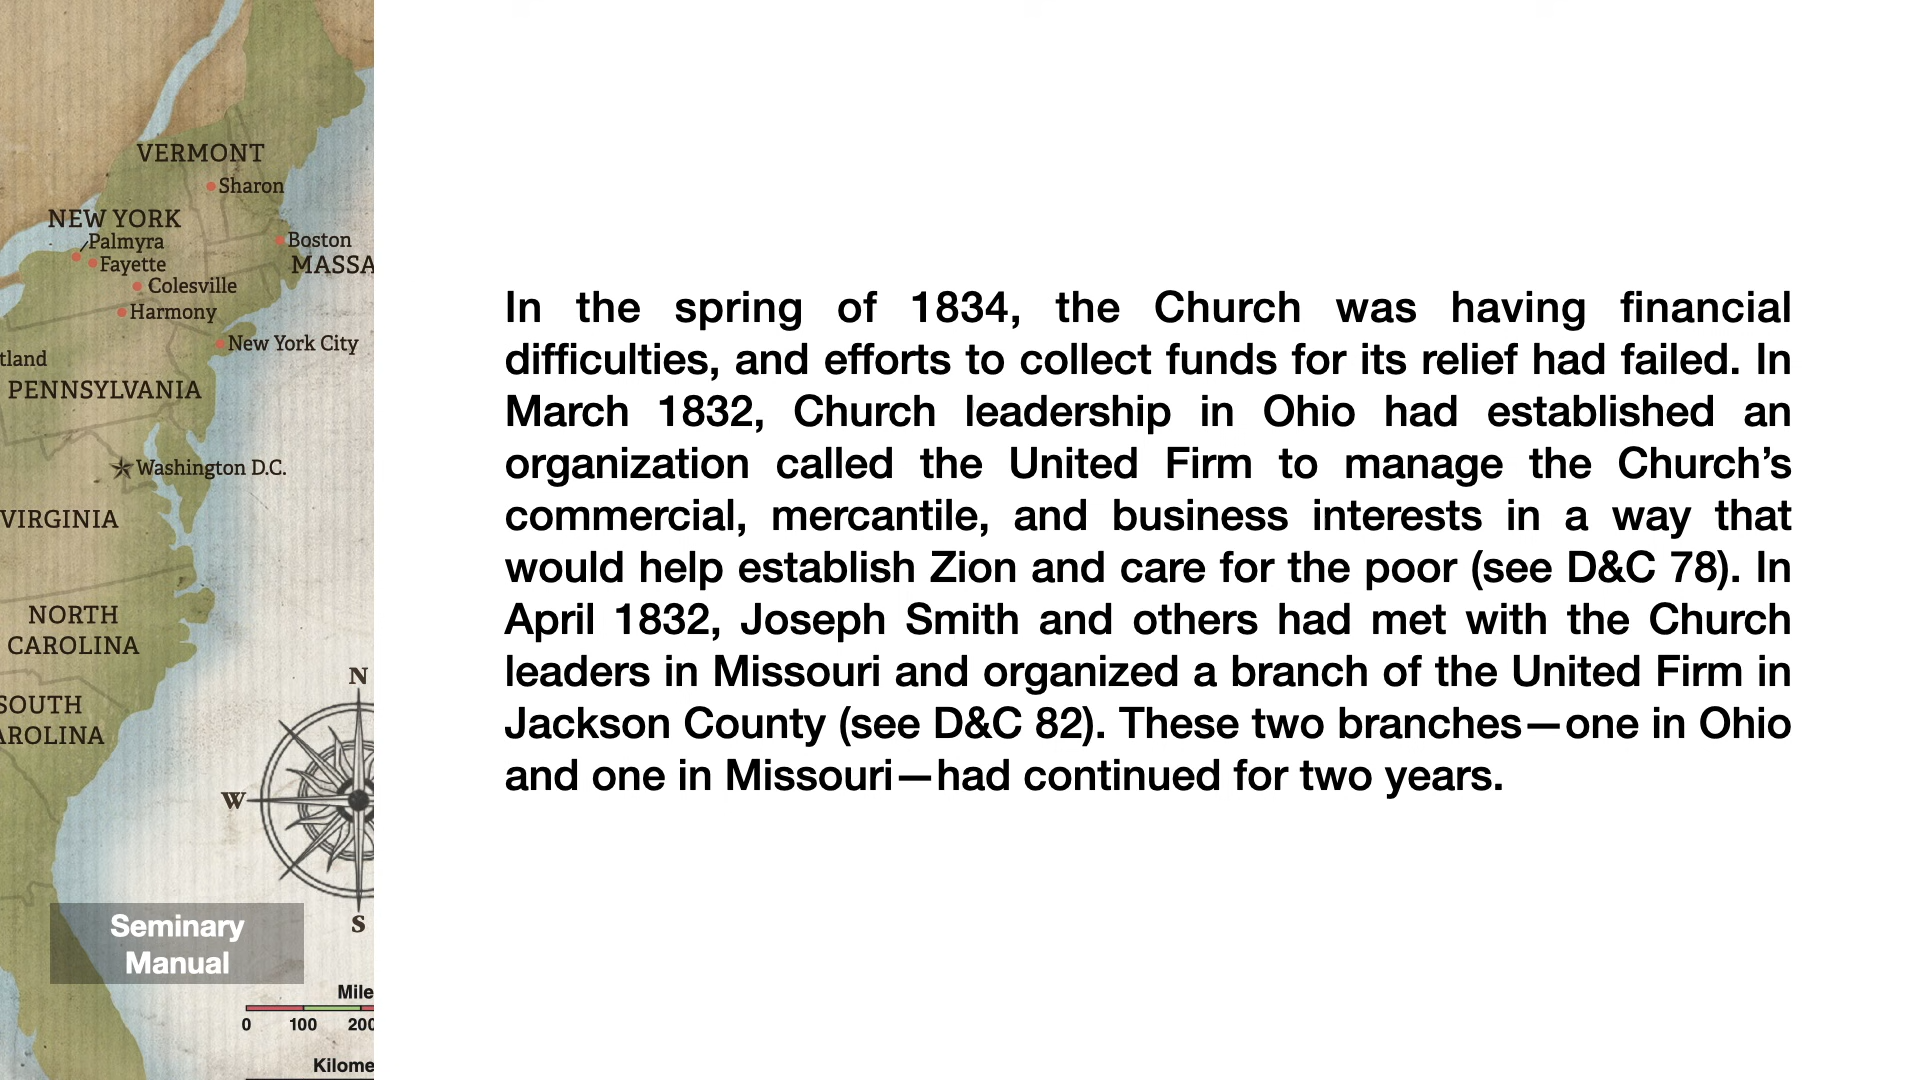 VERMONT
Sharon
NEW YORK
Palmyra
Boston
Fayette
MASSA
Colesville
Harmony
New York City
tland
PENNSYLVANIA
Washington D.C.
VIRGINIA
NORTH
CAROLINA
SOUTH
AROLINA
N
W
S
Seminary
Manual
Mile
0 100 200
Kilome
In the spring of 1834, the Church was having financial
difficulties, and efforts to collect funds for its relief had failed. In
March 1832, Church leadership in Ohio had established an
organization called the United Firm to manage the Church’s
commercial, mercantile, and business interests in a way that
would help establish Zion and care for the poor (see D&C 78). In
April 1832, Joseph Smith and others had met with the Church
leaders in Missouri and organized a branch of the United Firm in
Jackson County (see D&C 82). These two branches—one in Ohio
and one in Missouri—had continued for two years.